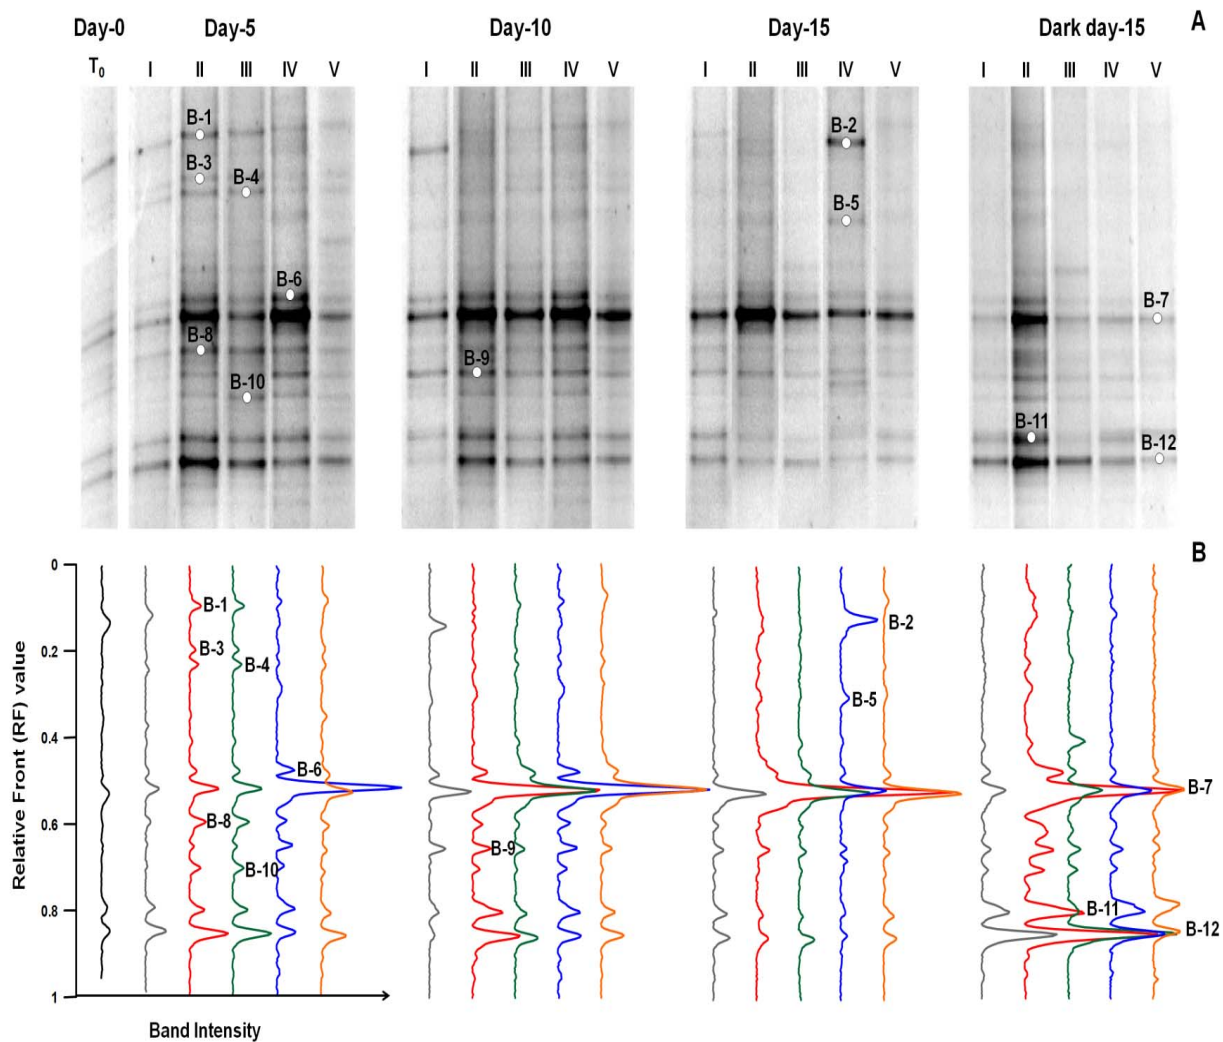 Day-0 Day-5 Day-10 Day-15 Dark day-15 A
T0 I II III IV V I II III IV V I II III IV V I II III IV V
B-1
B-2
B-3
B-4
B-5
B-6
B-7
B-8
B-9
B-10
B-11
B-12
B
0
0.2
0.4
0.6
0.8
1
Relative Front (RF) value
B-1
B-2
B-3
B-4
B-5
B-6
B-7
B-8
B-9
B-10
B-11
B-12
Band Intensity